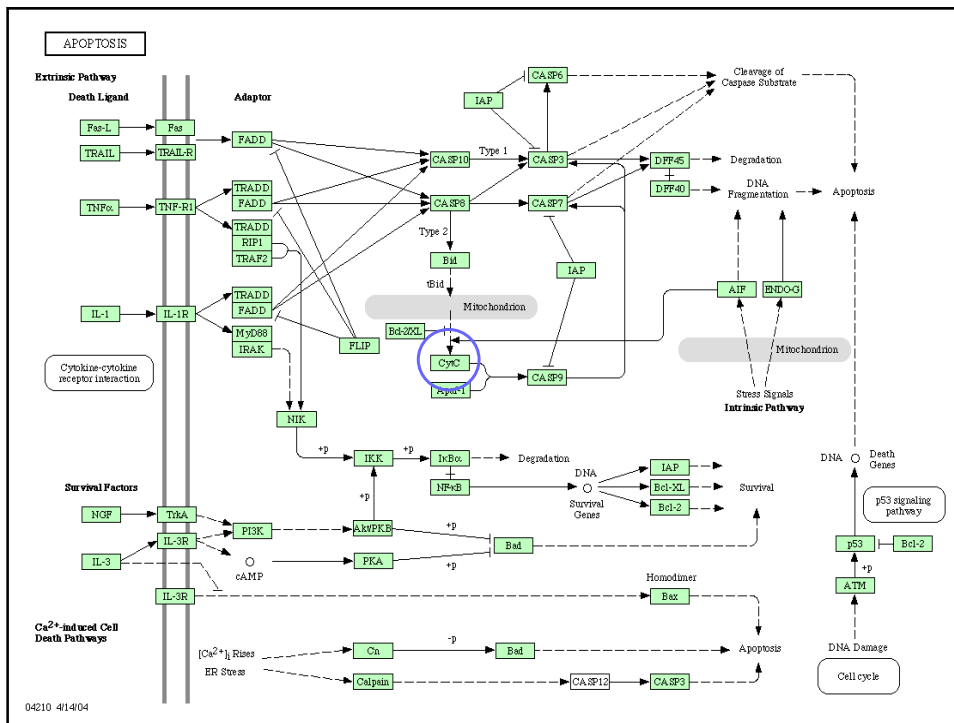 APOPTOSIS
Extrinsic Pathway
Death Ligand
Adaptor
Fas-L
Fas
TRAIL
TRAIL-R
FADD
TNFα
TNF-R1
TRADD
FADD
TRADD
RIP1
TRAF2
IL-1
IL-1R
TRADD
FADD
MyD88
IRAK
Cytokine-cytokine
receptor interaction
FLIP
NIK
CASP6
IAP
CASP10
Type 1
CASP3
CASP8
CASP7
Type 2
Bid
tBid
IAP
Mitochondrion
Bcl-2/XL
CytC
Apaf-1
CASP9
Cleavage of
Caspase Substrate
DFF45
Degradation
DFF40
DNA
Fragmentation
Apoptosis
AIF
ENDO-G
Mitochondrion
Stress Signals
Intrinsic Pathway
+p
IKK
+p
IκBα
Degradation
NF-κB
DNA
Survival
Genes
IAP
Bcl-XL
Bcl-2
Survival
DNA
Death
Genes
p53 signaling
pathway
p53
Bcl-2
+p
ATM
DNA Damage
Cell cycle
Survival Factors
NGF
TrkA
PI3K
+p
Akt/PKB
+p
Bad
IL-3
IL-3R
cAMP
PKA
+p
IL-3R
Homodimer
Bax
Ca2+-induced Cell
Death Pathways
[Ca2+]i Rises
ER Stress
Cn
-p
Bad
Apoptosis
Calpain
CASP12
CASP3
04210 4/14/04